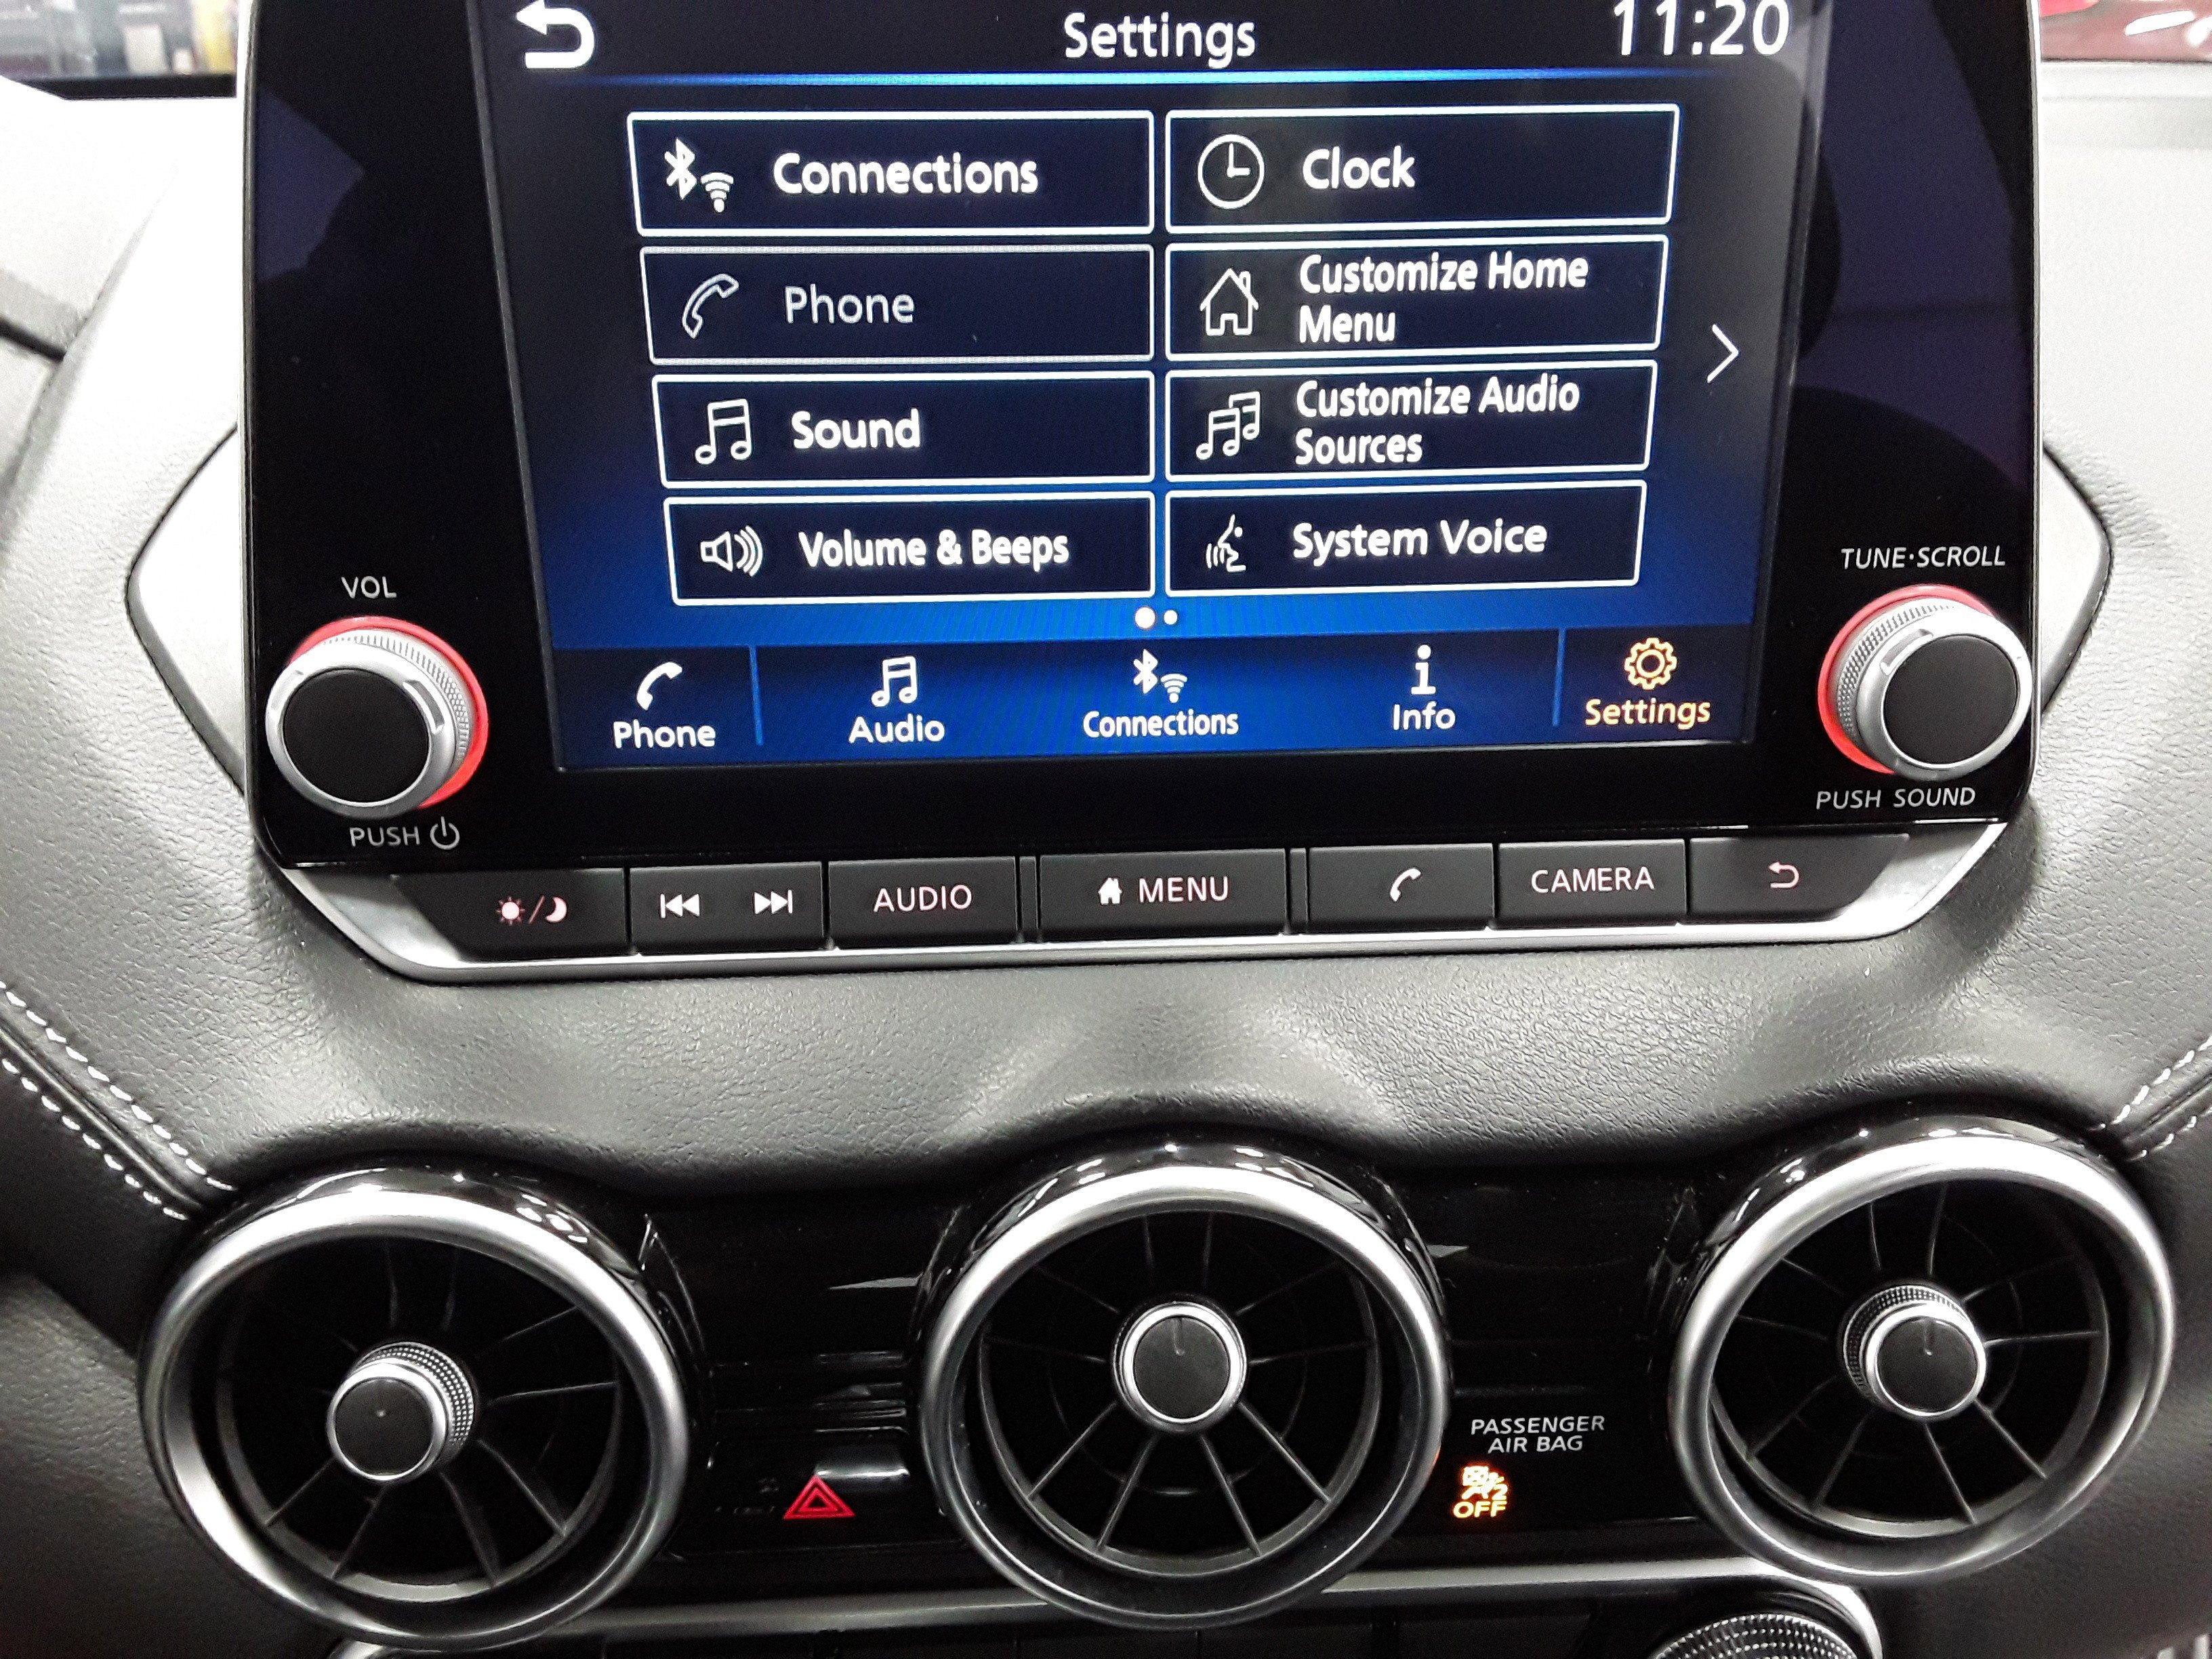 Settings
11:20
Connections
Clock
Phone
Customize Home
Menu
Sound
Customize Audio
Sources
Volume & Beeps
System Voice
Phone
Audio
Connections
Info
Settings
VOL
PUSH
TUNE·SCROLL
PUSH SOUND
AUDIO
MENU
CAMERA
PASSENGER
AIR BAG
2
OFF